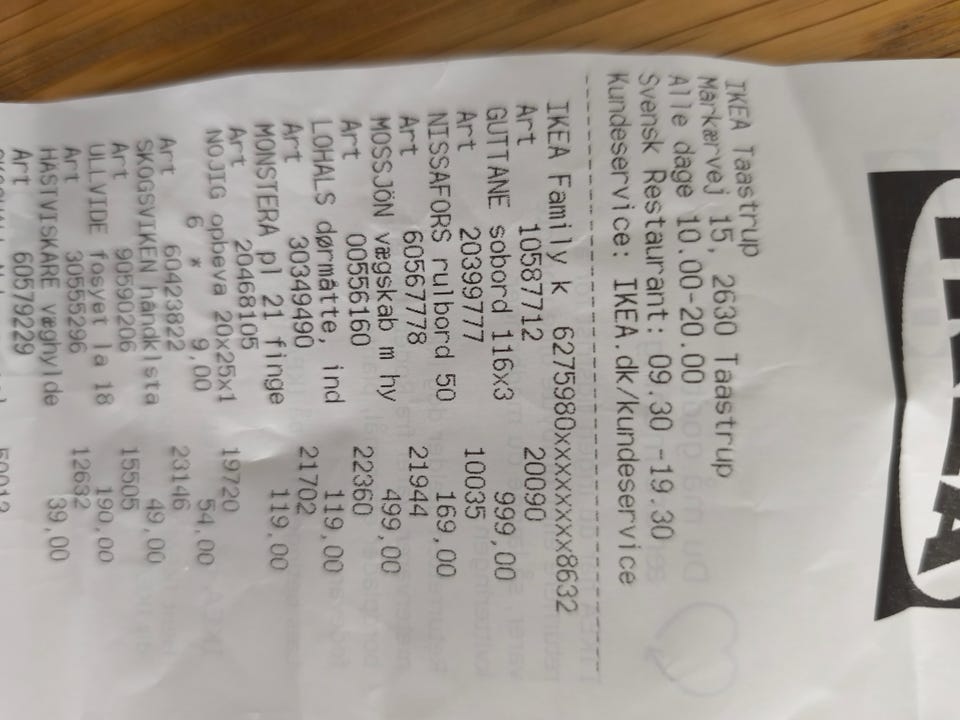 IKEA
IKEA Taastrup
Mårkærvej 15, 2630 Taastrup
Alle dage 10.00-20.00
Svensk Restaurant: 09.30 -19.30
Kundeservice: IKEA.dk/kundeservice
IKEA Family k 6275980xxxxxxxxx8632
Art 10587712 20090
GUTTANE sobord 116x3 999,00
Art 20399777 10035
NISSAFORS rulbord 50 169,00
Art 60567778 21944
MOSSJÖN vægskab m hy 499,00
Art 00556160 22360
LOHALS dørmåtte, ind 119,00
Art 30349490 21702
MONSTERA pl 21 finge 119,00
Art 20468105 19720
NOJIG opbeva 20x25x1
6 * 9,00 54,00
Art 60423822 23146
SKOGSVIKEN håndklsta 49,00
Art 90590206 15505
ULLVIDE fosyet la 18 190,00
Art 30555296 12632
HÄSTVISKARE væghylde 39,00
Art 60579229